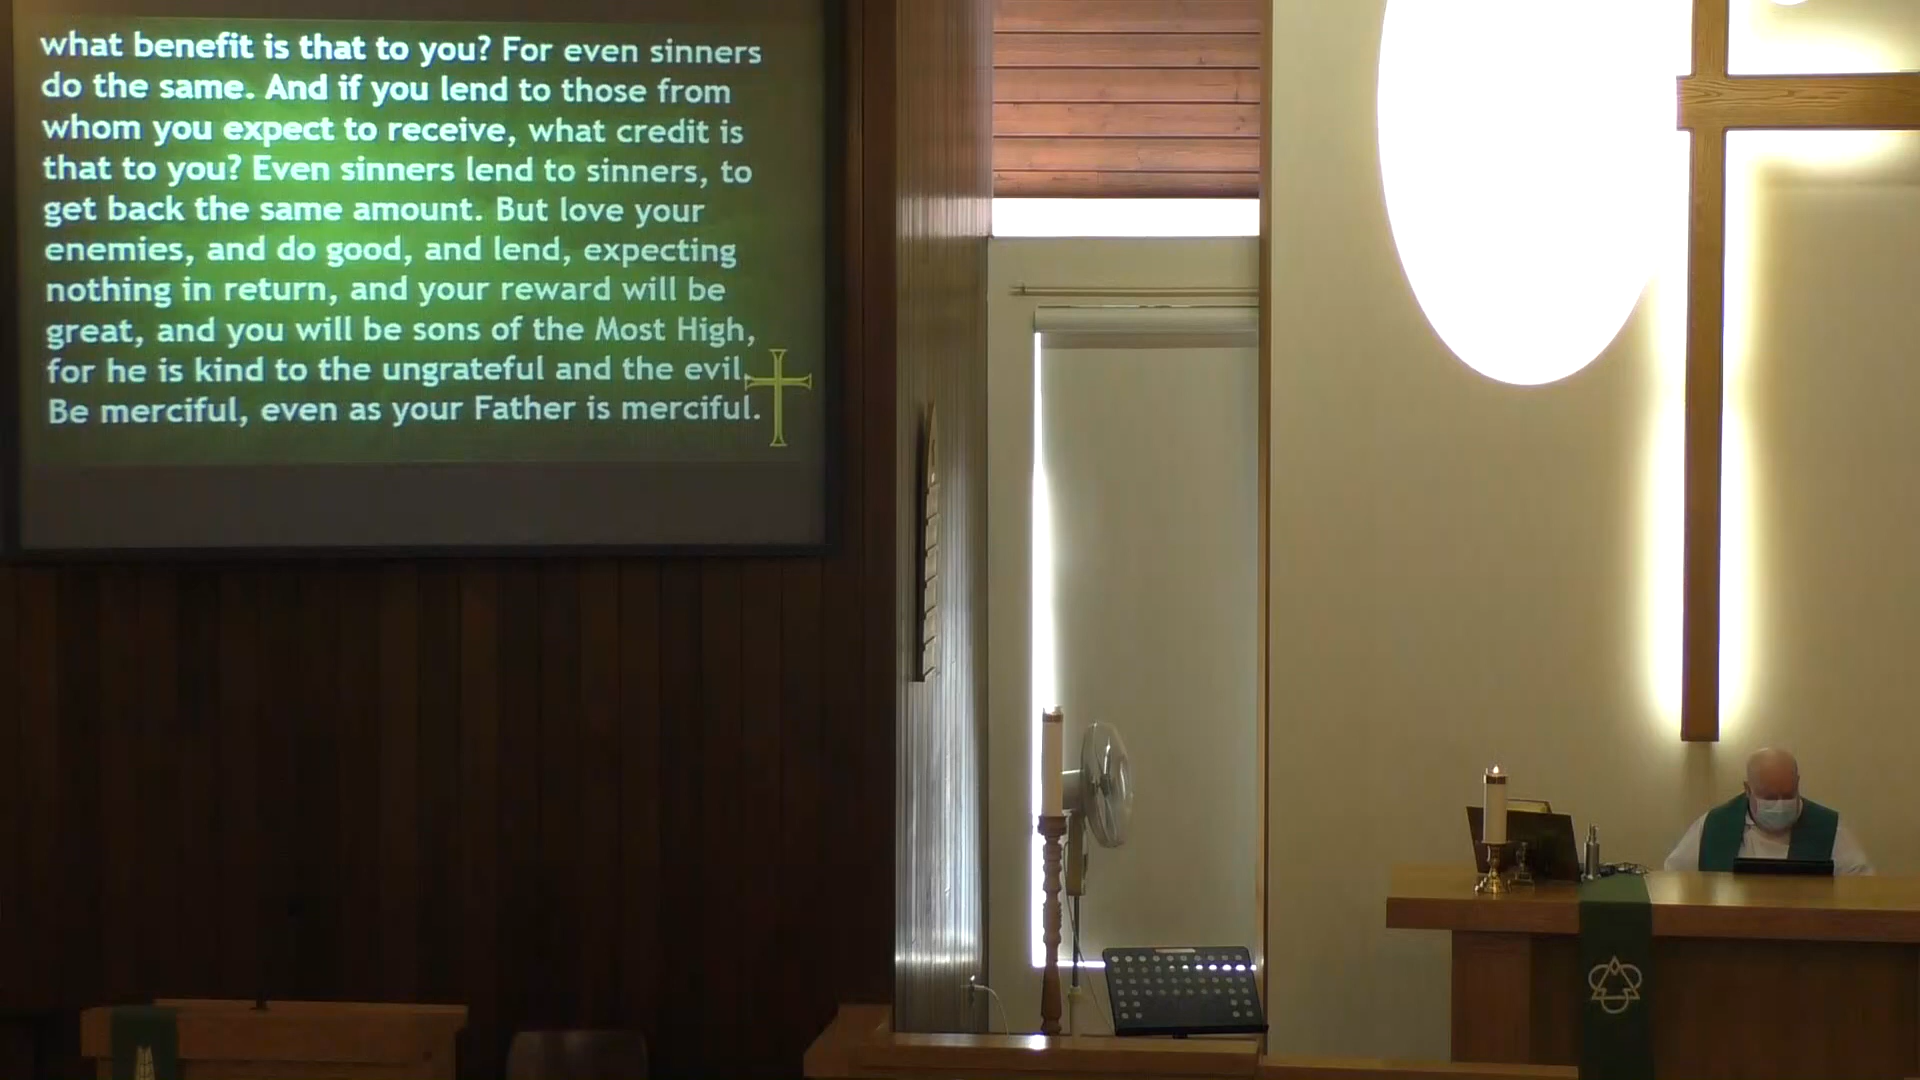 what benefit is that to you? For even sinners
do the same. And if you lend to those from
whom you expect to receive, what credit is
that to you? Even sinners lend to sinners, to
get back the same amount. But love your
enemies, and do good, and lend, expecting
nothing in return, and your reward will be
great, and you will be sons of the Most High,
for he is kind to the ungrateful and the evil.
Be merciful, even as your Father is merciful.